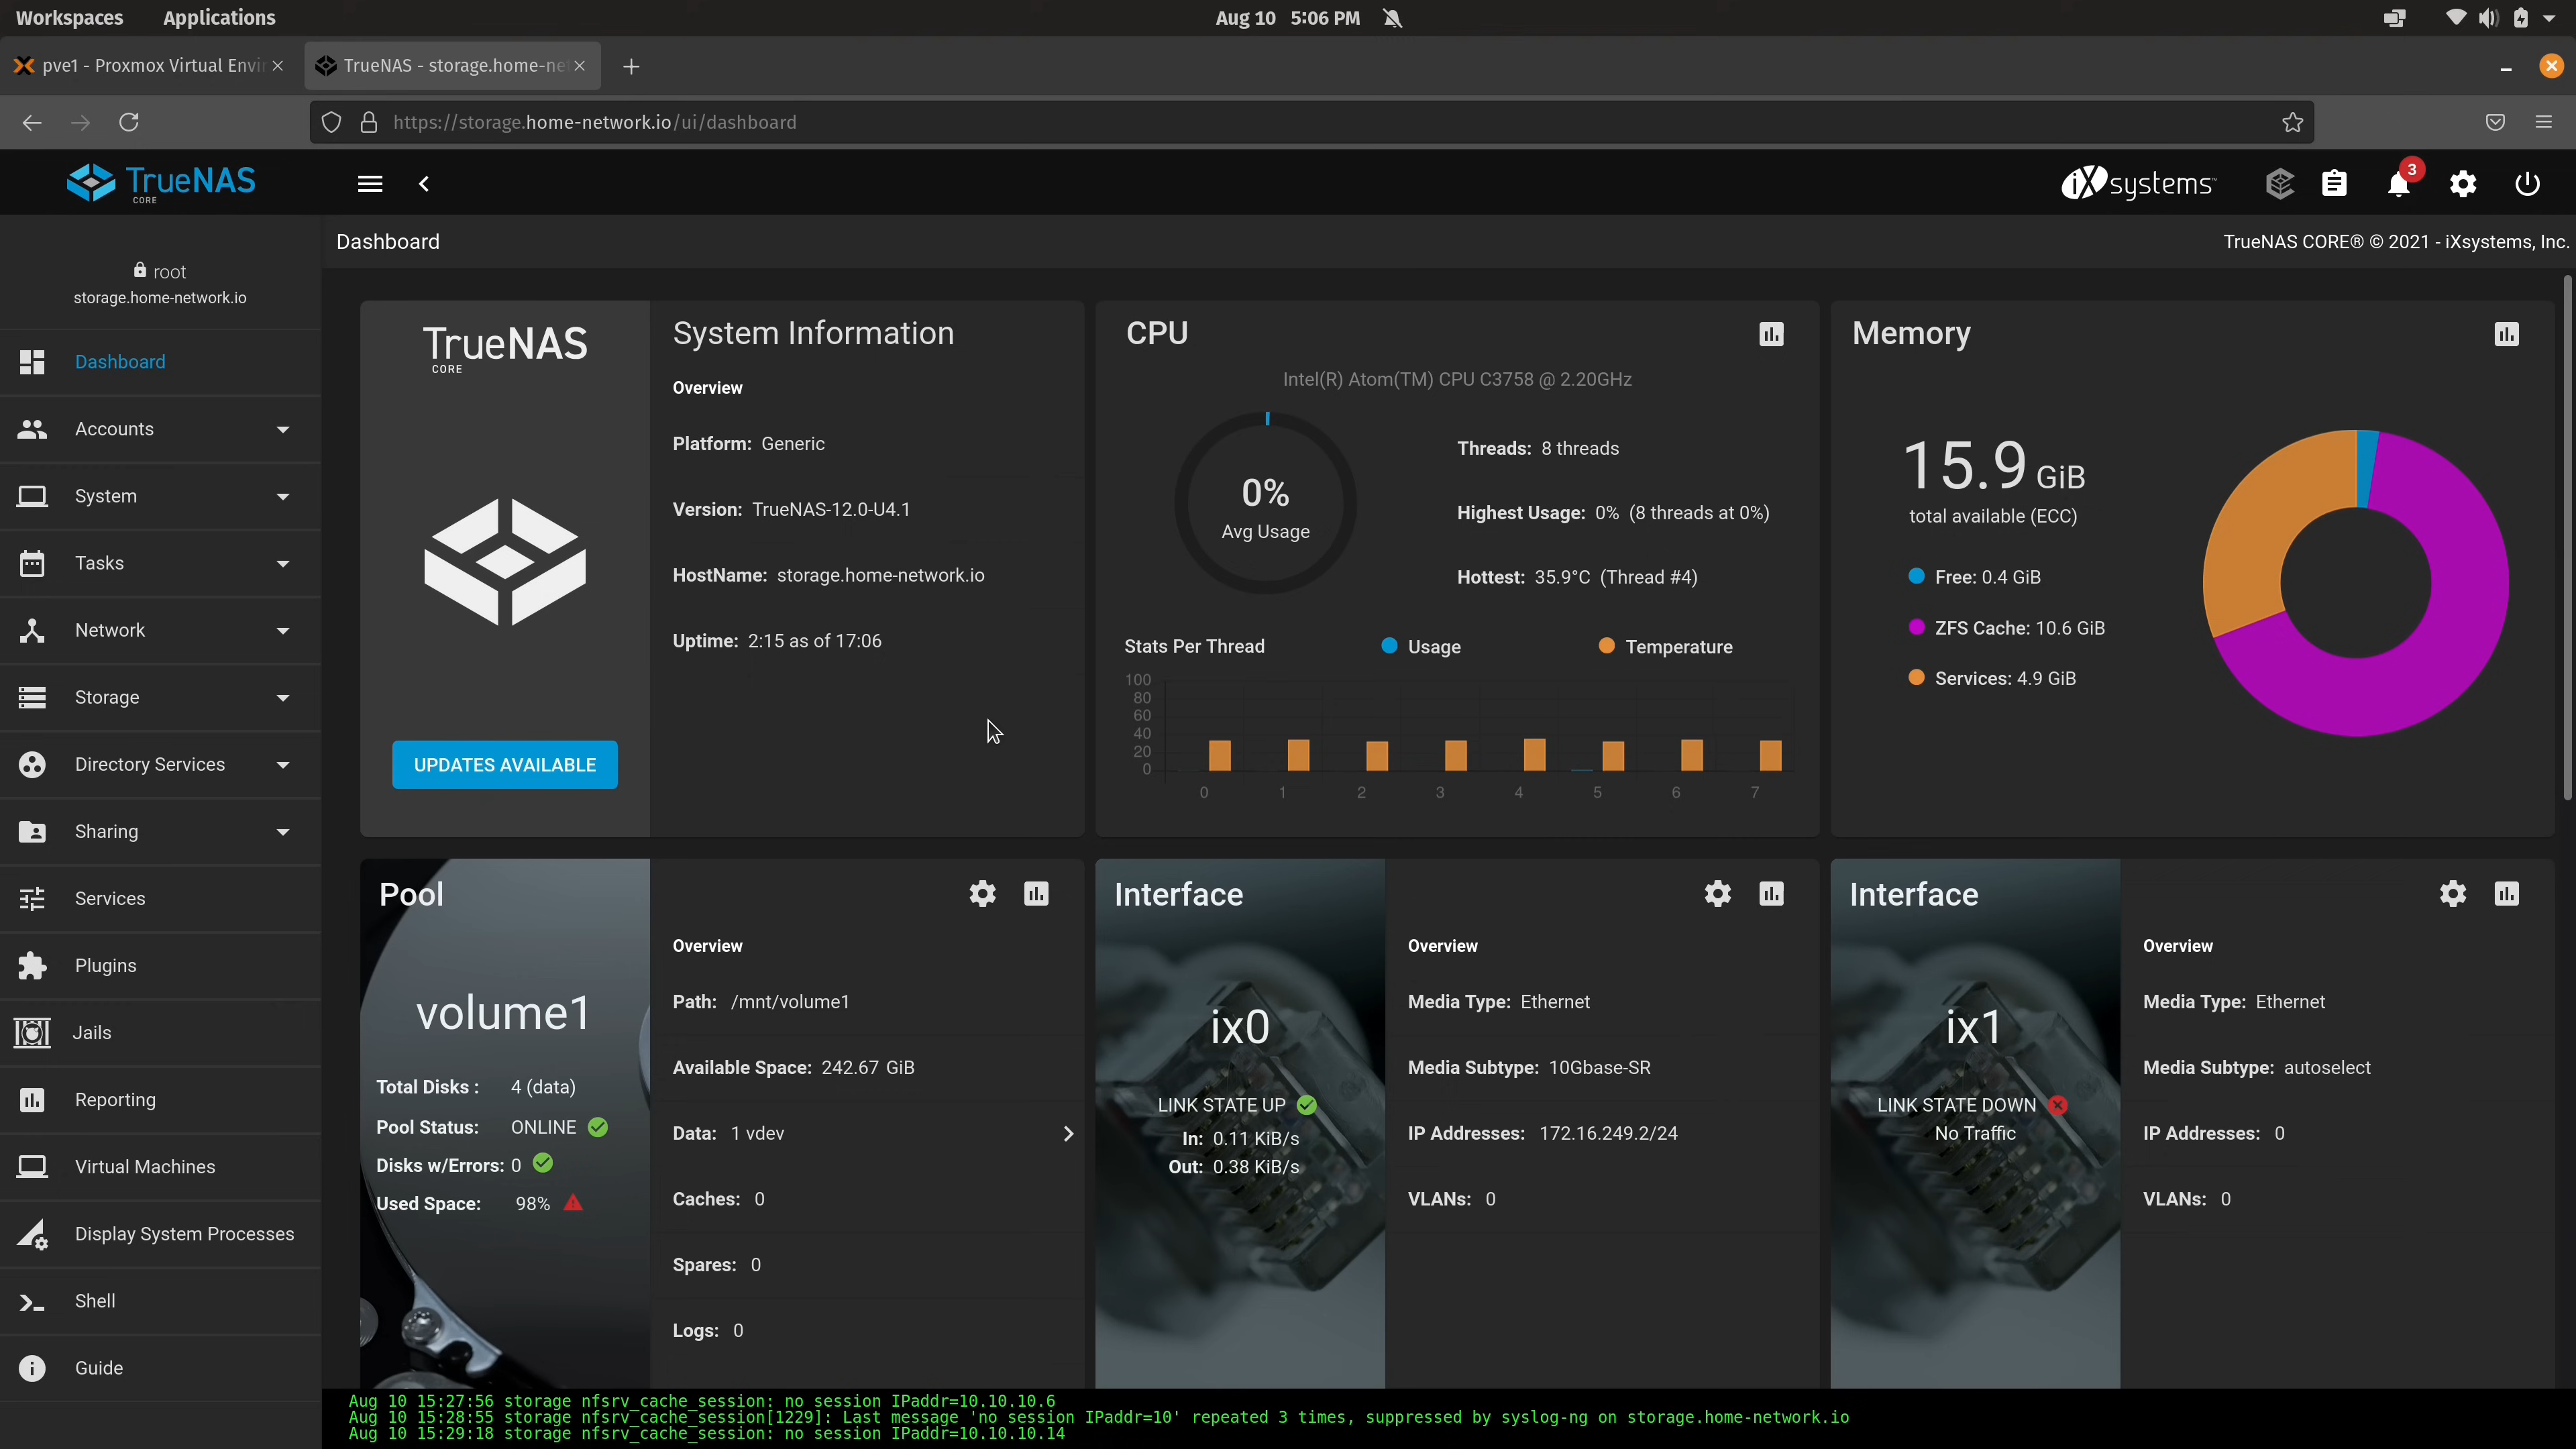 Workspaces Applications Aug 10 5:06 PM
pve1 - Proxmox Virtual Envir TrueNAS - storage.home-ne
https://storage.home-network.io/ui/dashboard
TrueNAS CORE iXsystems™ 3
Dashboard TrueNAS CORE® © 2021 - iXsystems, Inc.
root
storage.home-network.io
Dashboard
Accounts
System
Tasks
Network
Storage
Directory Services
Sharing
Services
Plugins
Jails
Reporting
Virtual Machines
Display System Processes
Shell
Guide
TrueNAS
CORE
UPDATES AVAILABLE
System Information
Overview
Platform: Generic
Version: TrueNAS-12.0-U4.1
HostName: storage.home-network.io
Uptime: 2:15 as of 17:06
CPU
Intel(R) Atom(TM) CPU C3758 @ 2.20GHz
0%
Avg Usage
Threads: 8 threads
Highest Usage: 0% (8 threads at 0%)
Hottest: 35.9°C (Thread #4)
Stats Per Thread Usage Temperature
100
80
60
40
20
0
0 1 2 3 4 5 6 7
Memory
15.9 GiB
total available (ECC)
Free: 0.4 GiB
ZFS Cache: 10.6 GiB
Services: 4.9 GiB
Pool
volume1
Total Disks : 4 (data)
Pool Status: ONLINE
Disks w/Errors: 0
Used Space: 98%
Overview
Path: /mnt/volume1
Available Space: 242.67 GiB
Data: 1 vdev
Caches: 0
Spares: 0
Logs: 0
Interface
ix0
LINK STATE UP
In: 0.11 KiB/s
Out: 0.38 KiB/s
Overview
Media Type: Ethernet
Media Subtype: 10Gbase-SR
IP Addresses: 172.16.249.2/24
VLANs: 0
Interface
ix1
LINK STATE DOWN
No Traffic
Overview
Media Type: Ethernet
Media Subtype: autoselect
IP Addresses: 0
VLANs: 0
Aug 10 15:27:56 storage nfsrv_cache_session: no session IPaddr=10.10.10.6
Aug 10 15:28:55 storage nfsrv_cache_session[1229]: Last message 'no session IPaddr=10' repeated 3 times, suppressed by syslog-ng on storage.home-network.io
Aug 10 15:29:18 storage nfsrv_cache_session: no session IPaddr=10.10.10.14